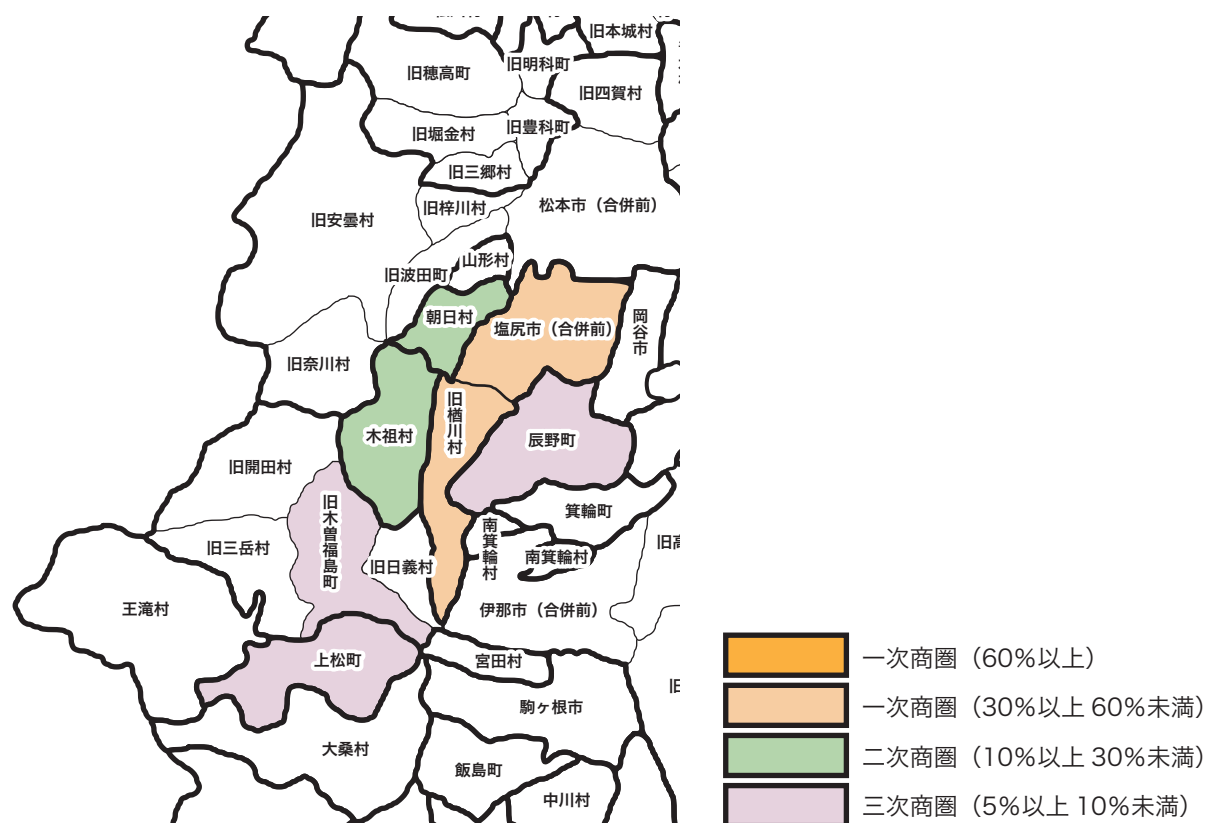 旧本城村
旧明科町
旧穂高町
旧四賀村
旧豊科町
旧堀金村
旧三郷村
旧梓川村
松本市（合併前）
旧安曇村
山形村
旧波田町
朝日村
塩尻市（合併前）
岡谷市
旧奈川村
旧楢川村
木祖村
辰野町
旧開田村
旧木曽福島町
箕輪町
南箕輪村
旧三岳村
南箕輪村
旧日義村
王滝村
伊那市（合併前）
上松町
宮田村
駒ヶ根市
大桑村
飯島町
中川村
一次商圏（60％以上）
一次商圏（30％以上 60％未満）
二次商圏（10％以上 30％未満）
三次商圏（5％以上 10％未満）